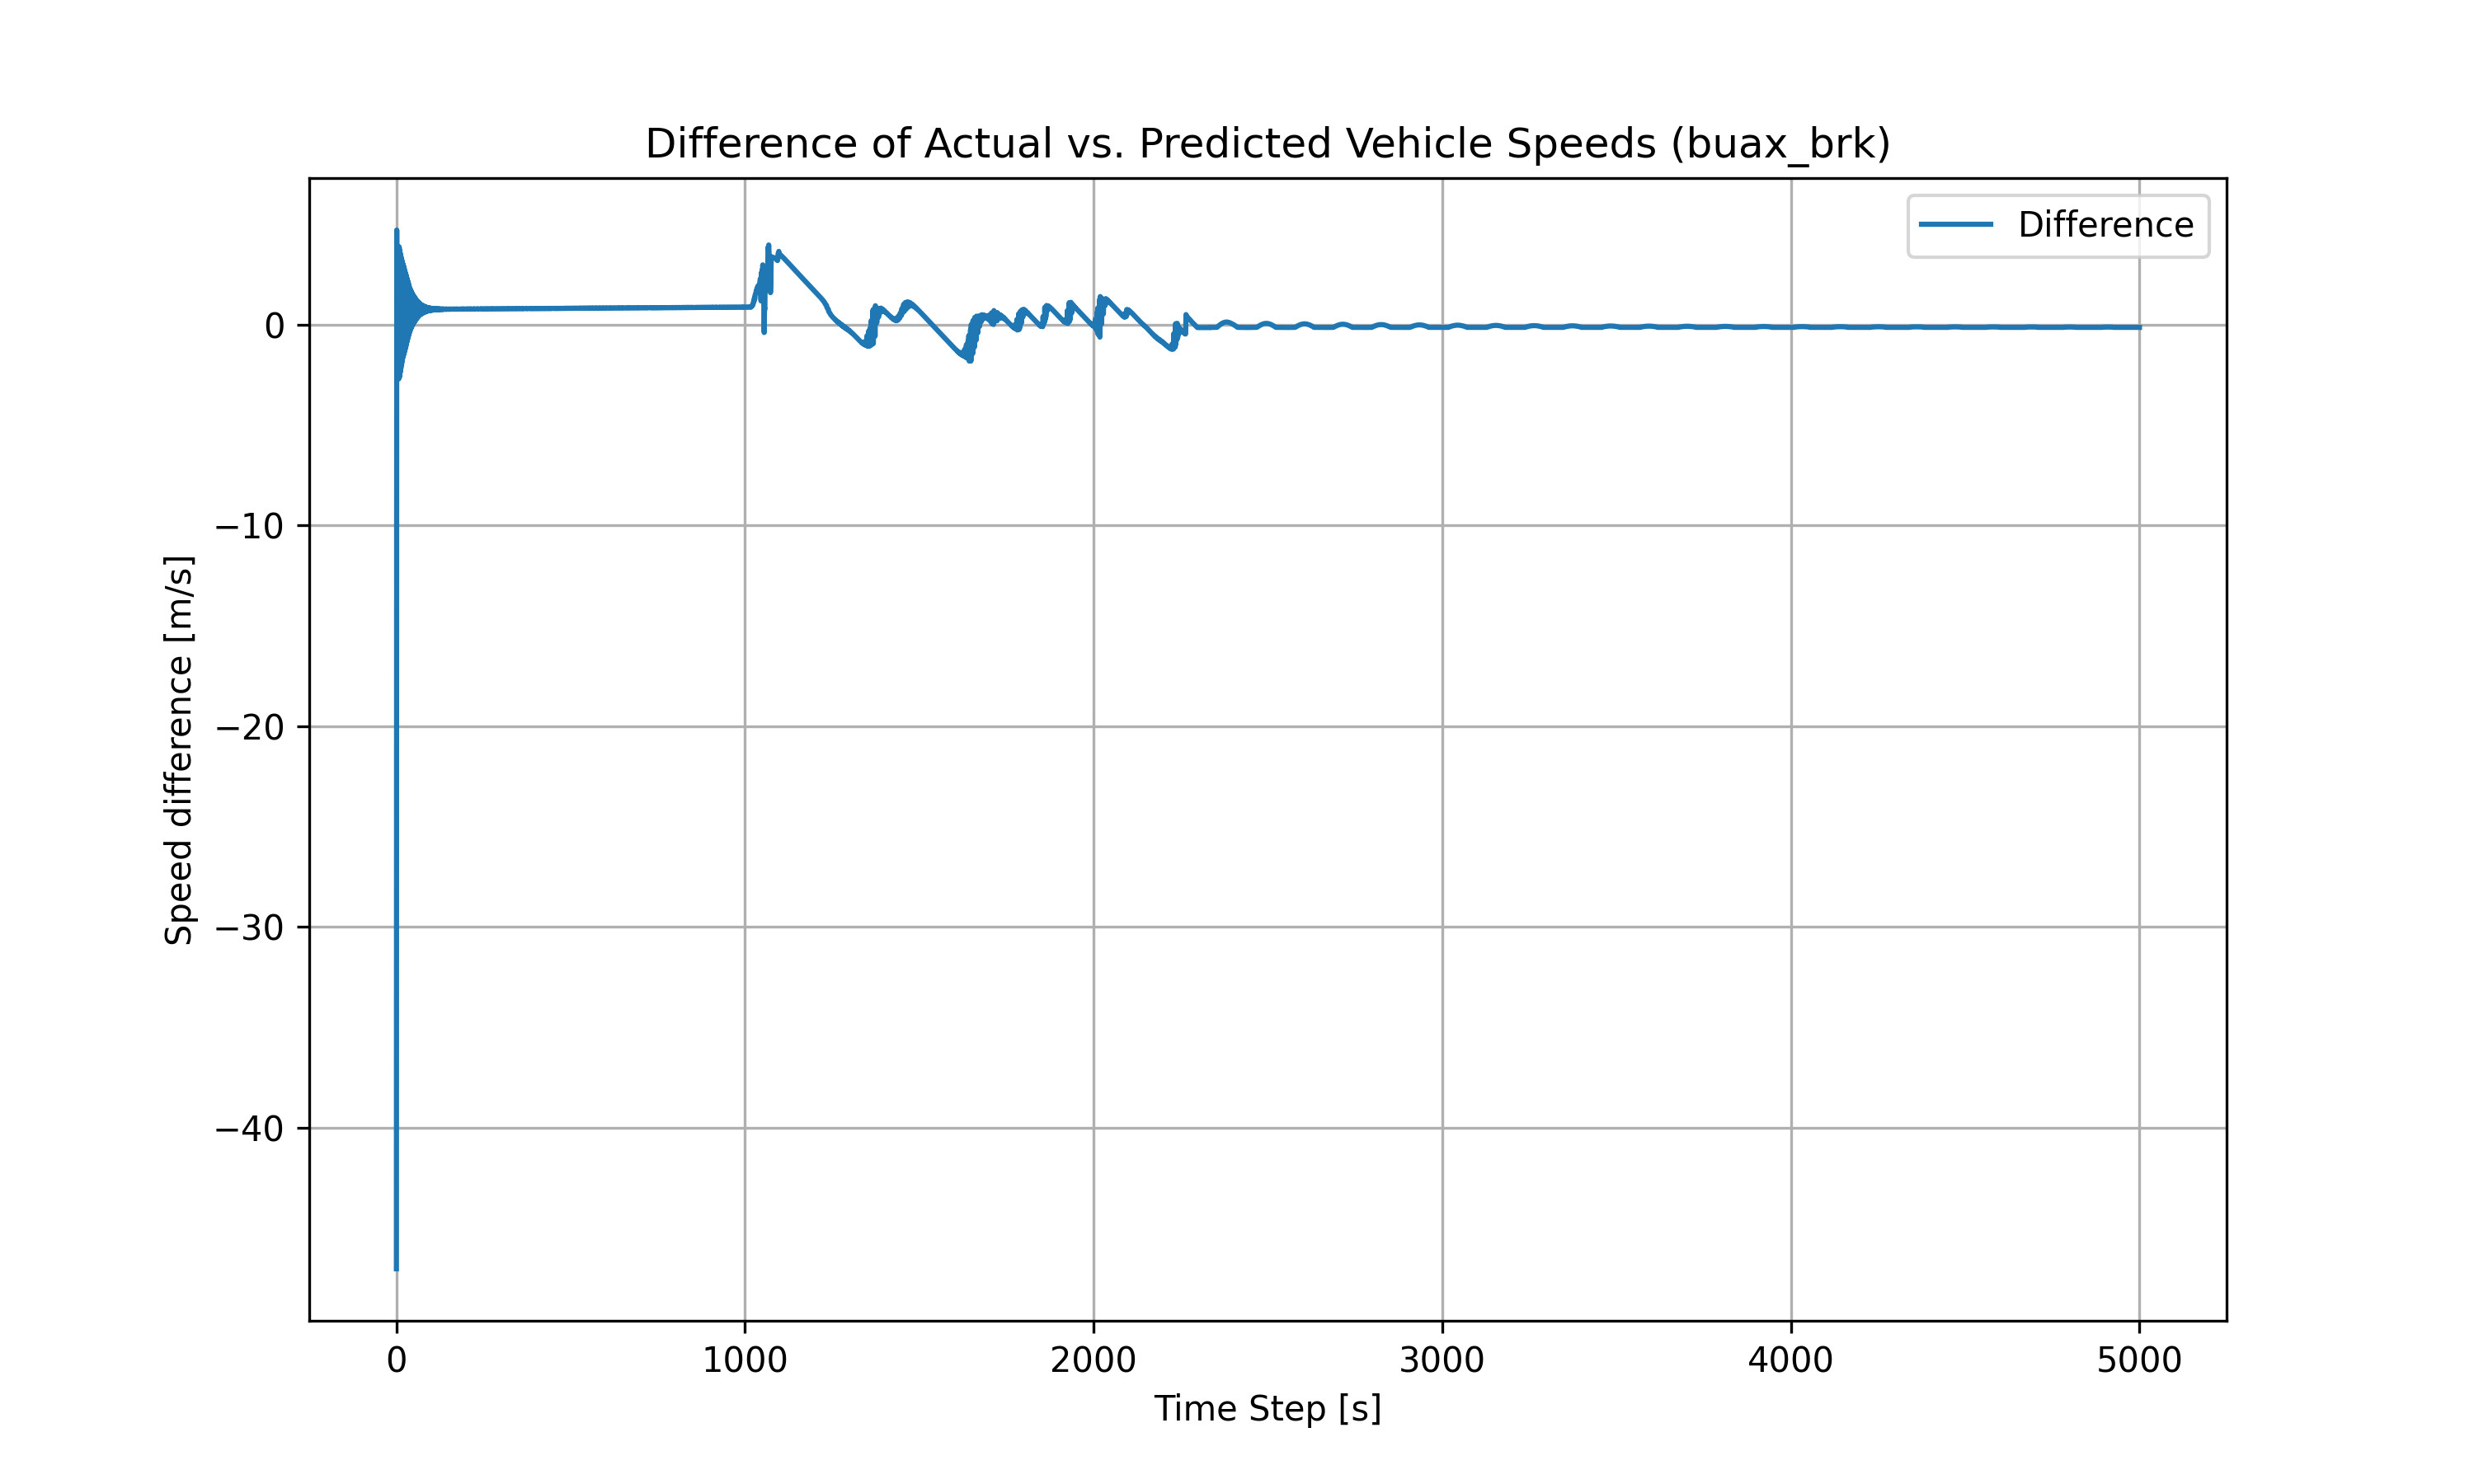 Difference of Actual vs. Predicted Vehicle Speeds (buax_brk)
Difference
Speed difference [m/s]
0
−10
−20
−30
−40
0 1000 2000 3000 4000 5000
Time Step [s]